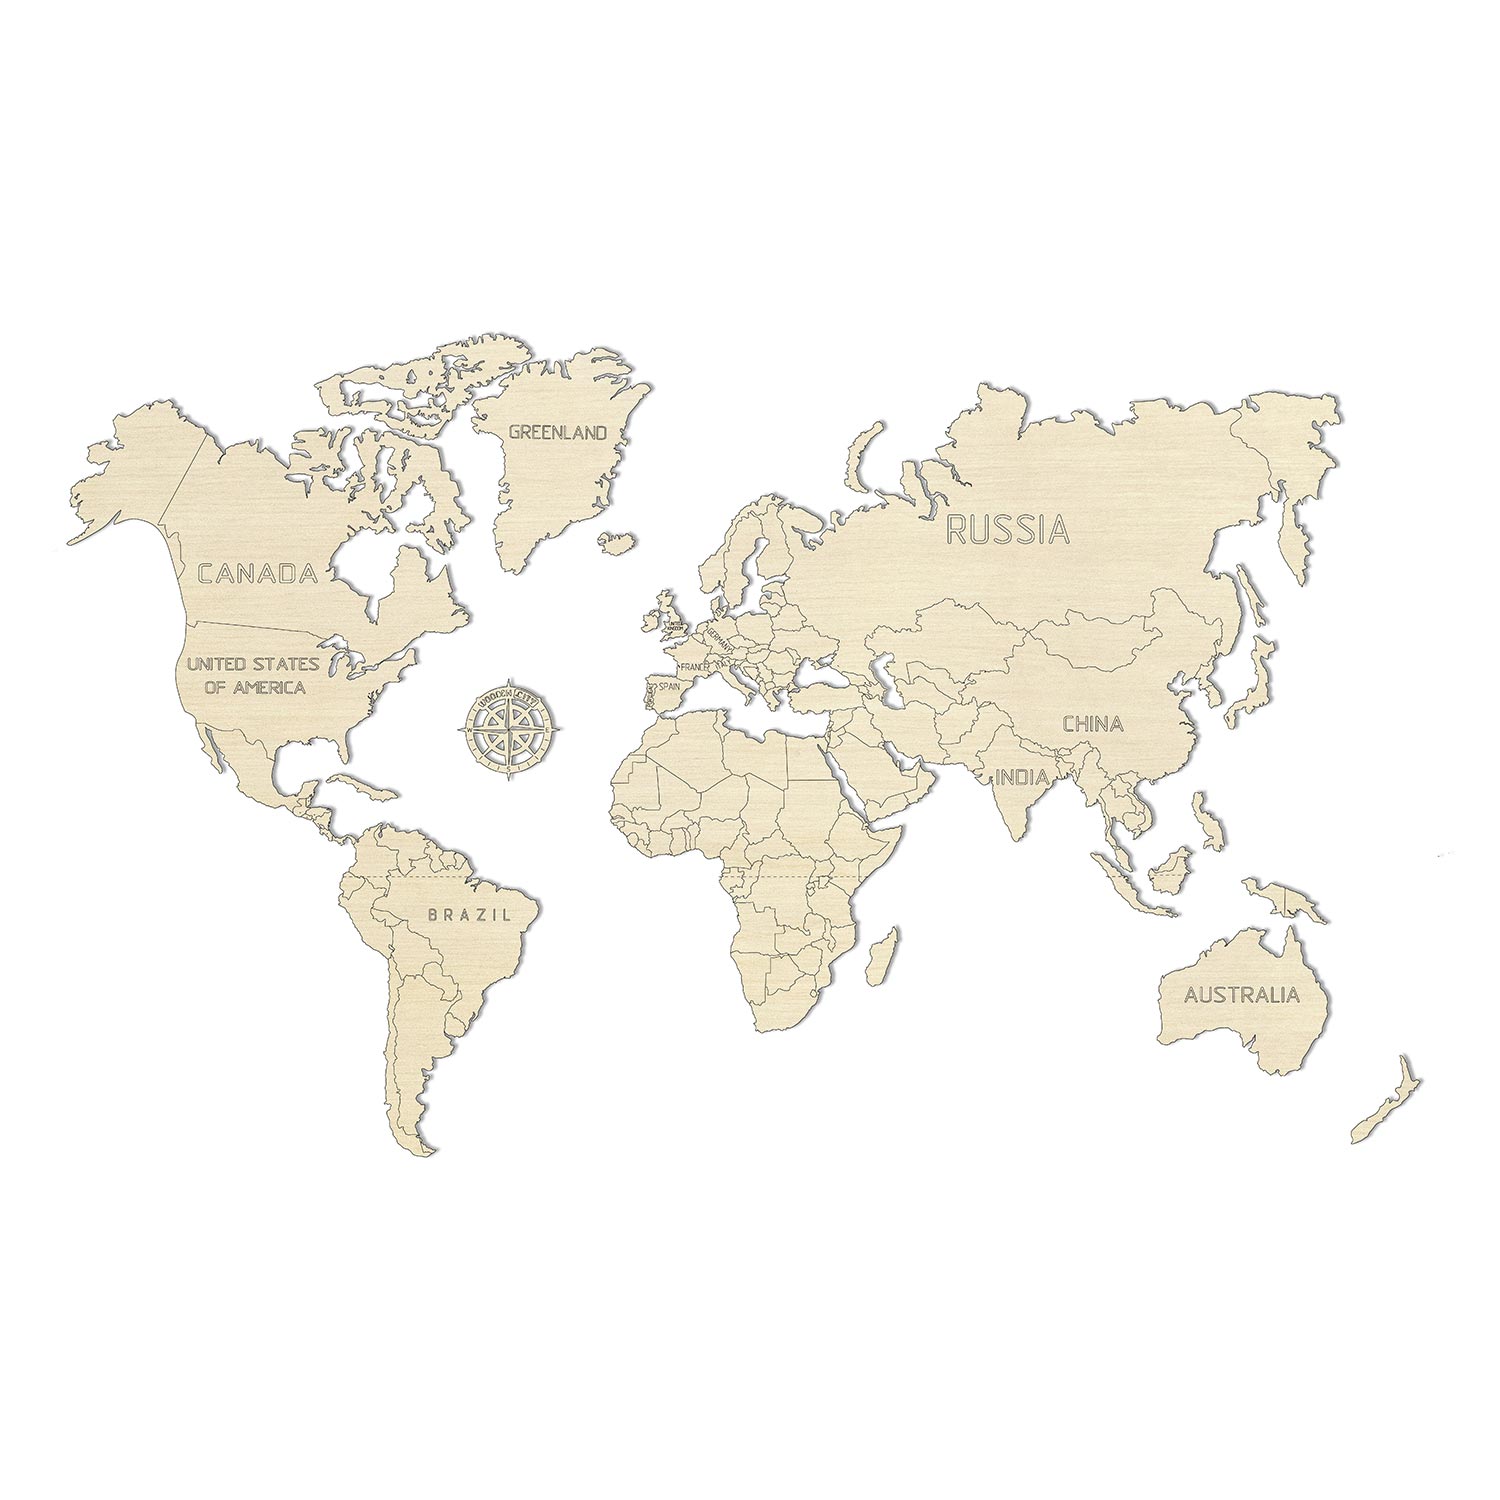 GREENLAND
RUSSIA
CANADA
UNITED
KINGDOM
GERMANY
UNITED STATES
OF AMERICA
FRANCE
ITALY
SPAIN
WOODEN CITY
N
W
E
S
CHINA
INDIA
BRAZIL
AUSTRALIA